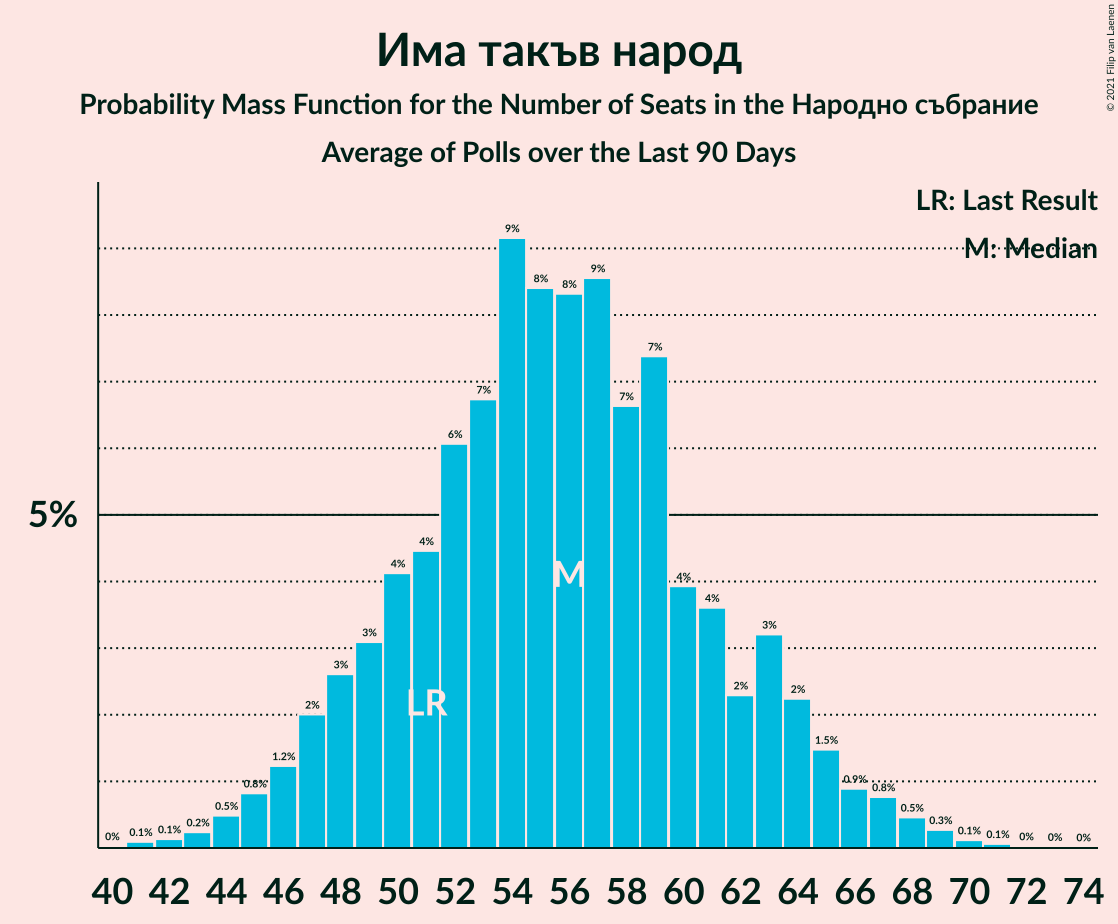 Има такъв народ
Probability Mass Function for the Number of Seats in the Народно събрание
Average of Polls over the Last 90 Days
© 2021 Filip van Laenen
LR: Last Result
M: Median
5%
0% 0.1% 0.1% 0.2% 0.5% 0.8% 1.2% 2% 3% 3% 4% 4% 6% 7% 9% 8% 8% 9% 7% 7% 4% 4% 2% 3% 2% 1.5% 0.9% 0.8% 0.5% 0.3% 0.1% 0.1% 0% 0% 0%
LR
M
40 42 44 46 48 50 52 54 56 58 60 62 64 66 68 70 72 74